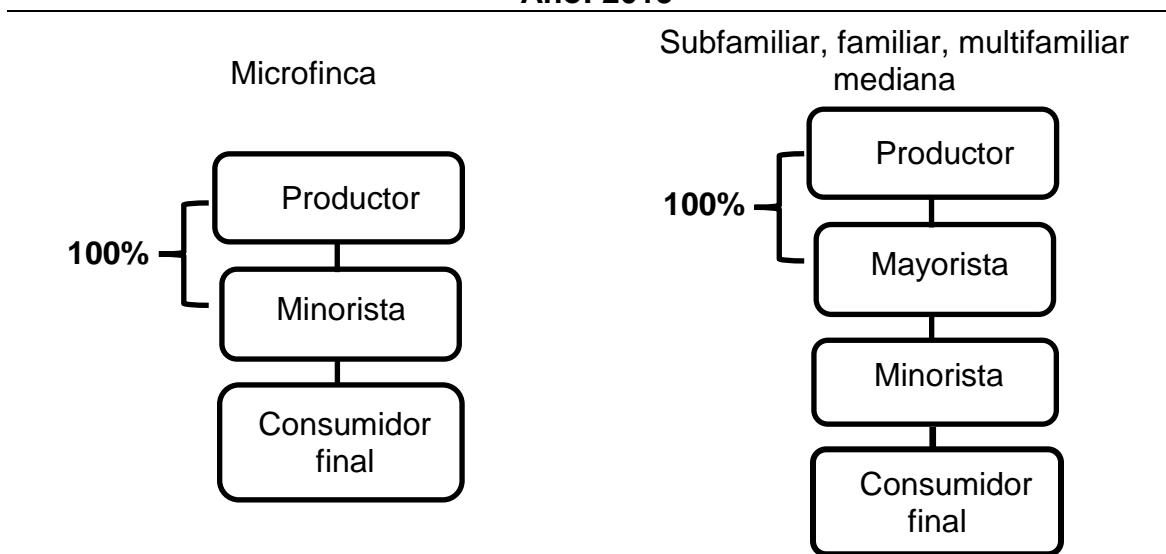 Microfinca
Productor
100%
Minorista
Consumidor
final
Subfamiliar, familiar, multifamiliar
mediana
Productor
100%
Mayorista
Minorista
Consumidor
final